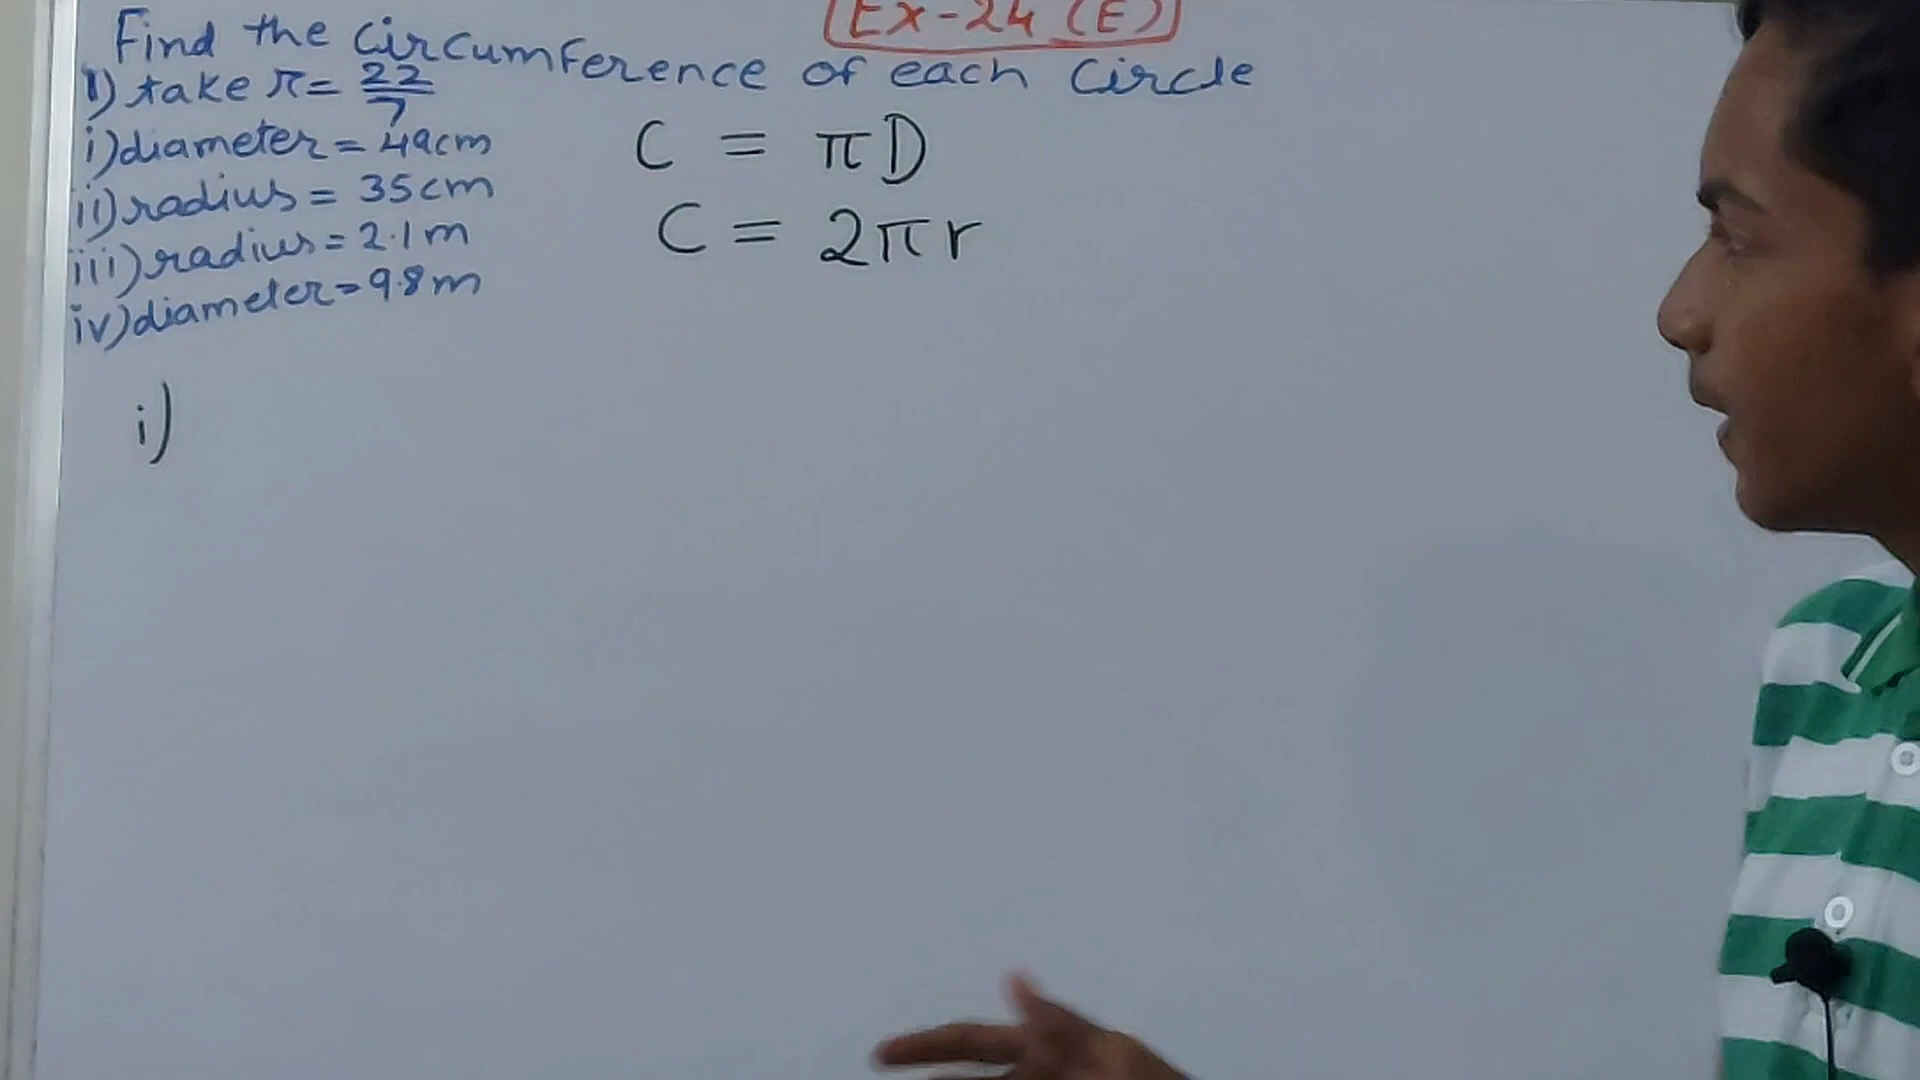 Ex-24 (E)
Find the circumference of each circle
1) take π = 22/7
i) diameter = 49cm
ii) radius = 35cm
iii) radius = 2.1m
iv) diameter = 9.8m
C = πD
C = 2πr
i)